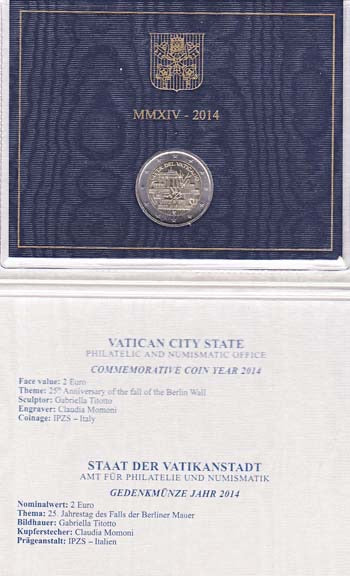 MMXIV - 2014
VATICAN CITY STATE
PHILATELIC AND NUMISMATIC OFFICE
COMMEMORATIVE COIN YEAR 2014
Face value: 2 Euro
Theme: 25th Anniversary of the fall of the Berlin Wall
Sculptor: Gabriella Titotto
Engraver: Claudia Momoni
Coinage: IPZS – Italy
STAAT DER VATIKANSTADT
AMT FÜR PHILATELIE UND NUMISMATIK
GEDENKMÜNZE JAHR 2014
Nominalwert: 2 Euro
Thema: 25. Jahrestag des Falls der Berliner Mauer
Bildhauer: Gabriella Titotto
Kupferstecher: Claudia Momoni
Prägeanstalt: IPZS – Italien